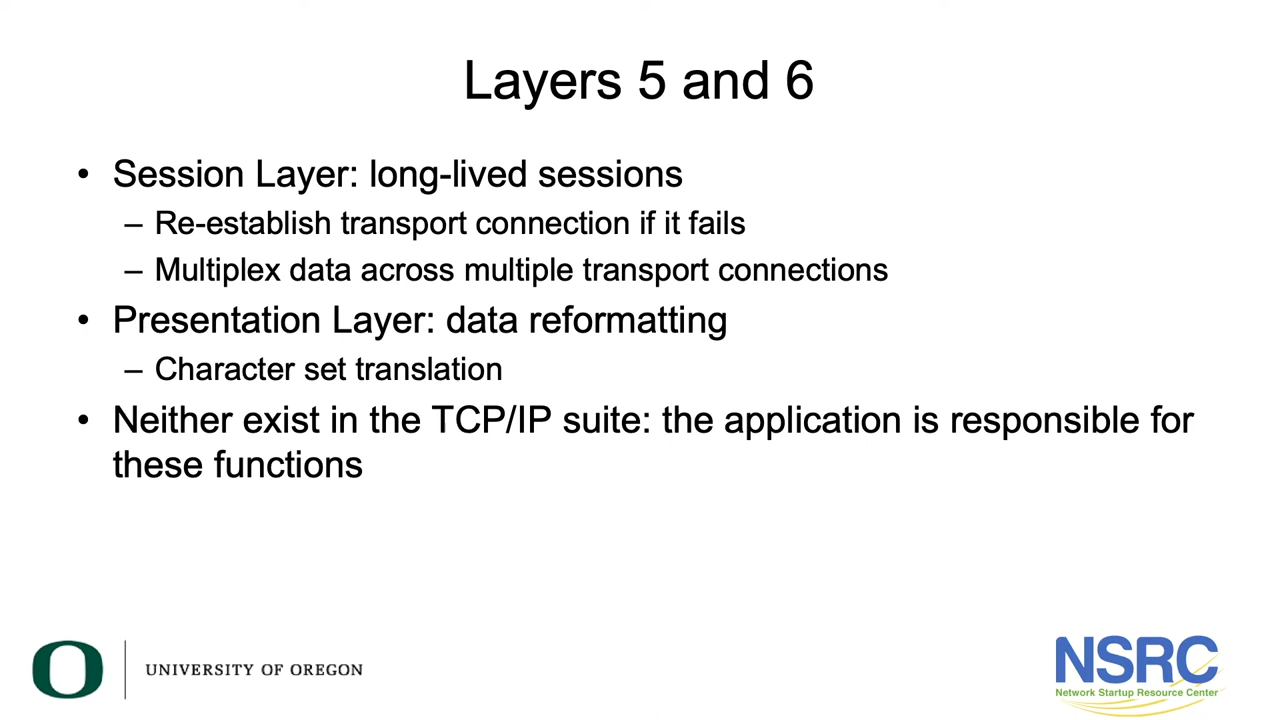 Layers 5 and 6
• Session Layer: long-lived sessions
– Re-establish transport connection if it fails
– Multiplex data across multiple transport connections
• Presentation Layer: data reformatting
– Character set translation
• Neither exist in the TCP/IP suite: the application is responsible for
these functions
O
UNIVERSITY OF OREGON
NSRC
Network Startup Resource Center